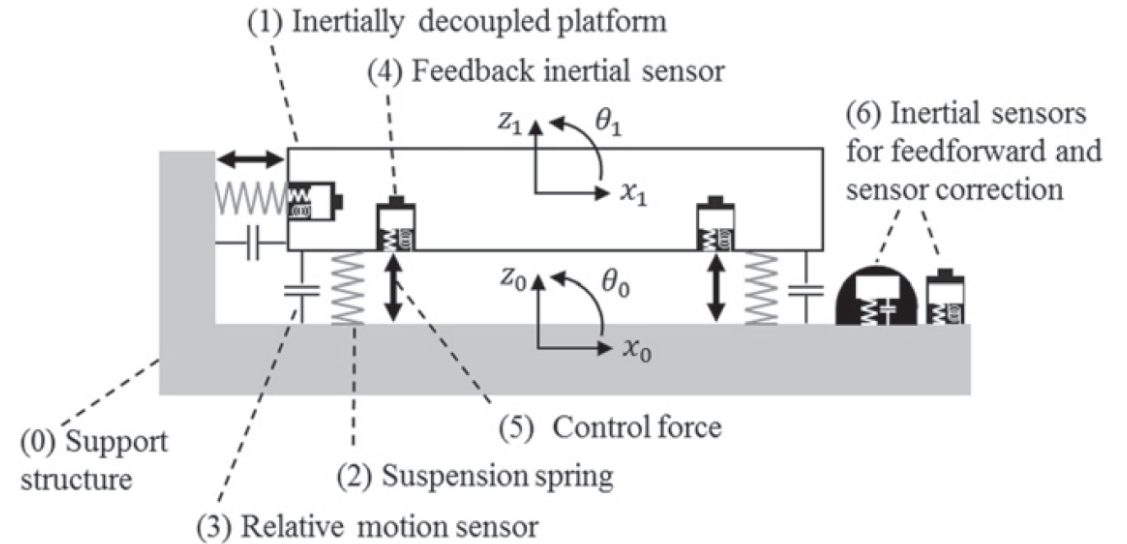 (1) Inertially decoupled platform
(4) Feedback inertial sensor
(6) Inertial sensors
for feedforward and
sensor correction
z₁
θ₁
x₁
z₀
θ₀
x₀
(0) Support
structure
(5) Control force
(2) Suspension spring
(3) Relative motion sensor